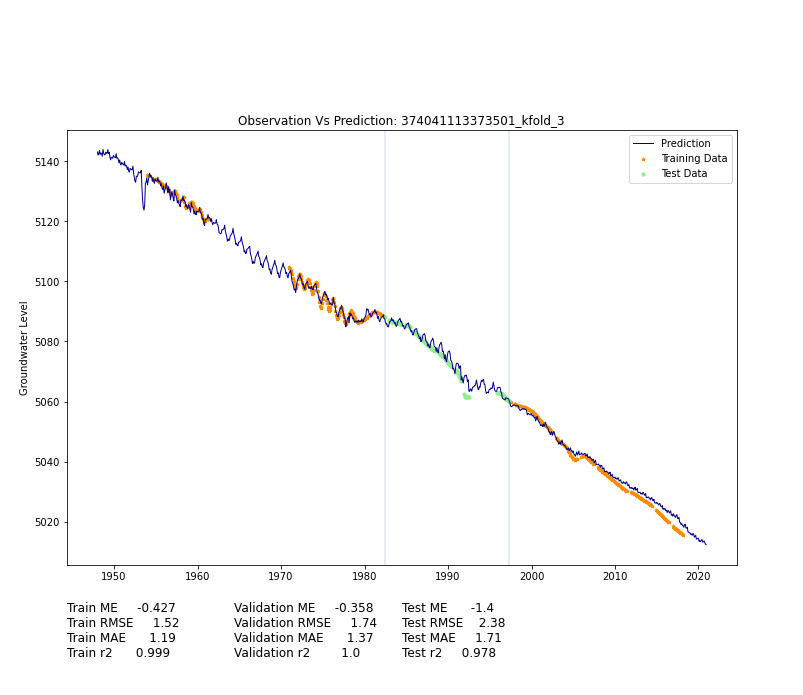 Observation Vs Prediction: 374041113373501_kfold_3
Prediction
Training Data
Test Data
Groundwater Level
5140
5120
5100
5080
5060
5040
5020
1950 1960 1970 1980 1990 2000 2010 2020
Train ME -0.427 Validation ME -0.358 Test ME -1.4
Train RMSE 1.52 Validation RMSE 1.74 Test RMSE 2.38
Train MAE 1.19 Validation MAE 1.37 Test MAE 1.71
Train r2 0.999 Validation r2 1.0 Test r2 0.978